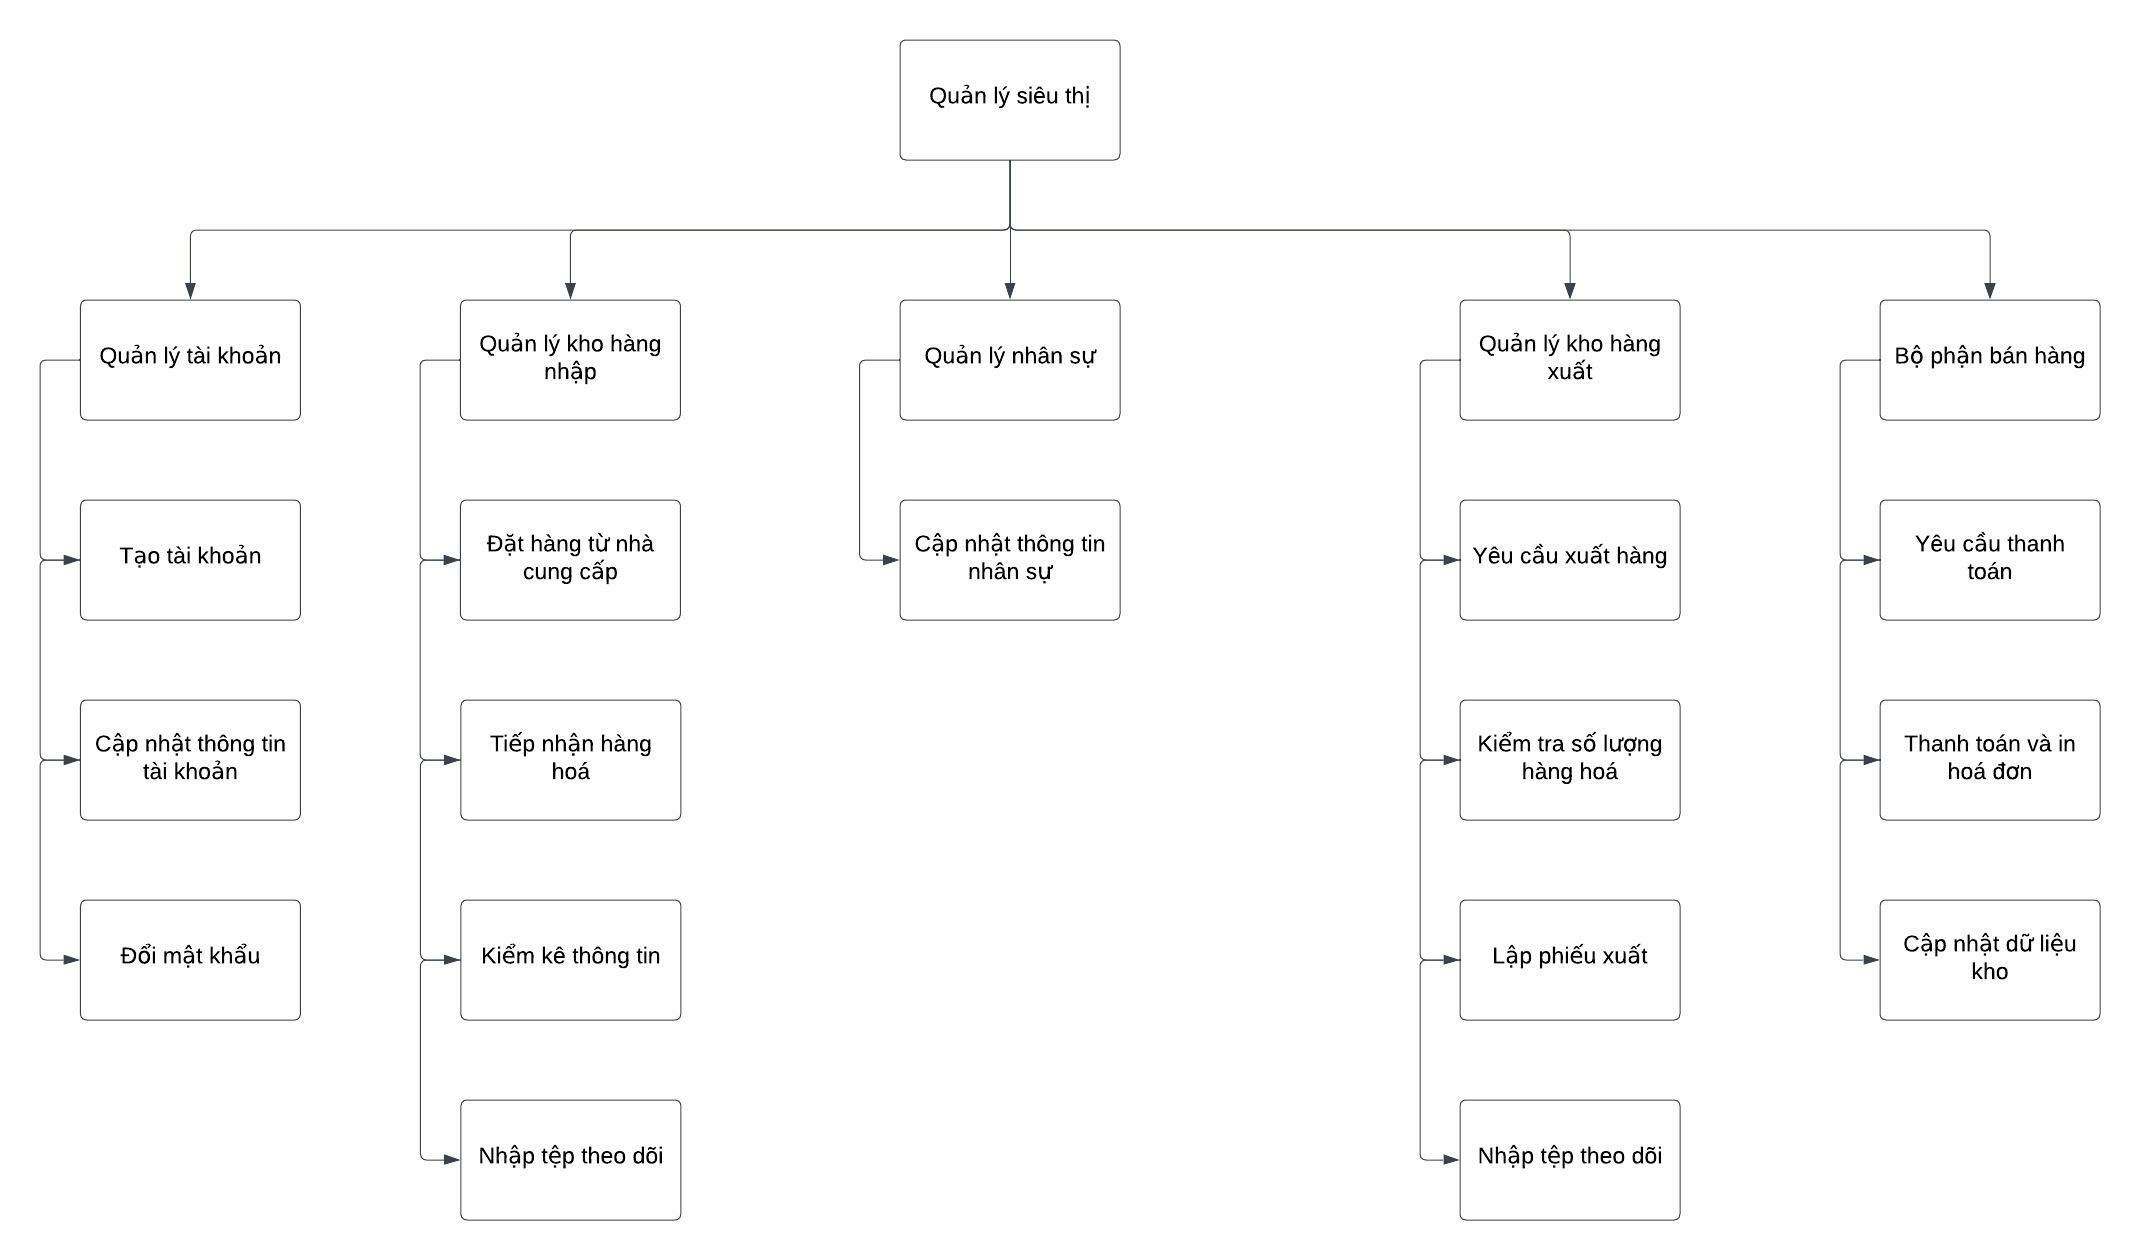 Quản lý siêu thị
Quản lý tài khoản
Quản lý kho hàng
nhập
Quản lý nhân sự
Quản lý kho hàng
xuất
Bộ phận bán hàng
Tạo tài khoản
Đặt hàng từ nhà
cung cấp
Cập nhật thông tin
nhân sự
Yêu cầu xuất hàng
Yêu cầu thanh
toán
Cập nhật thông tin
tài khoản
Tiếp nhận hàng
hoá
Kiểm tra số lượng
hàng hoá
Thanh toán và in
hoá đơn
Đổi mật khẩu
Kiểm kê thông tin
Lập phiếu xuất
Cập nhật dữ liệu
kho
Nhập tệp theo dõi
Nhập tệp theo dõi